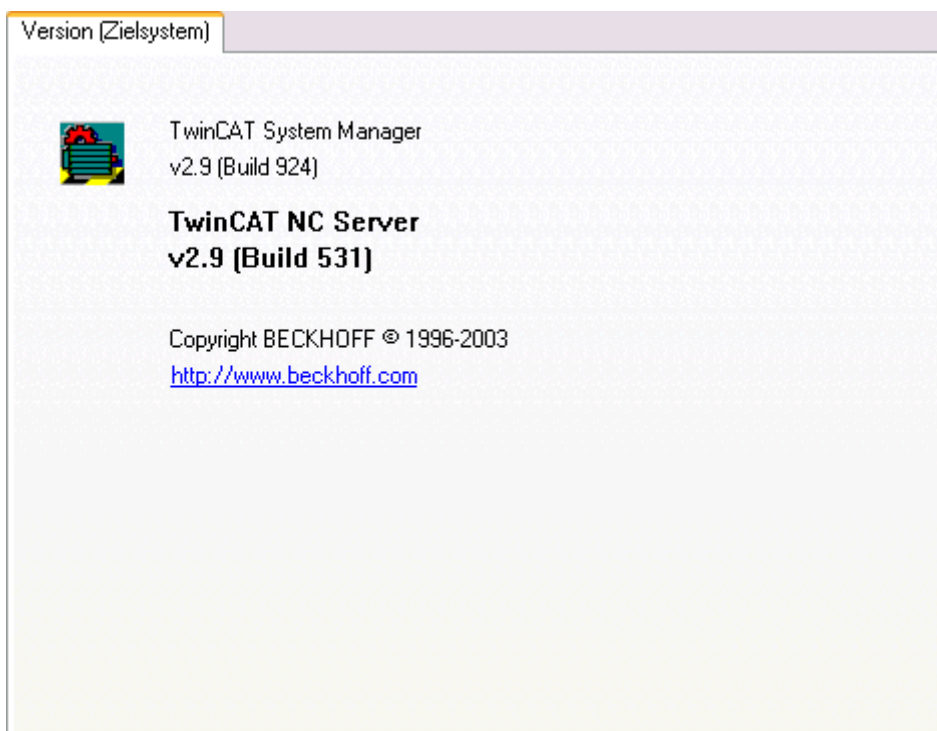 Version (Zielsystem)
TwinCAT System Manager
v2.9 (Build 924)
TwinCAT NC Server
v2.9 (Build 531)
Copyright BECKHOFF © 1996-2003
http://www.beckhoff.com